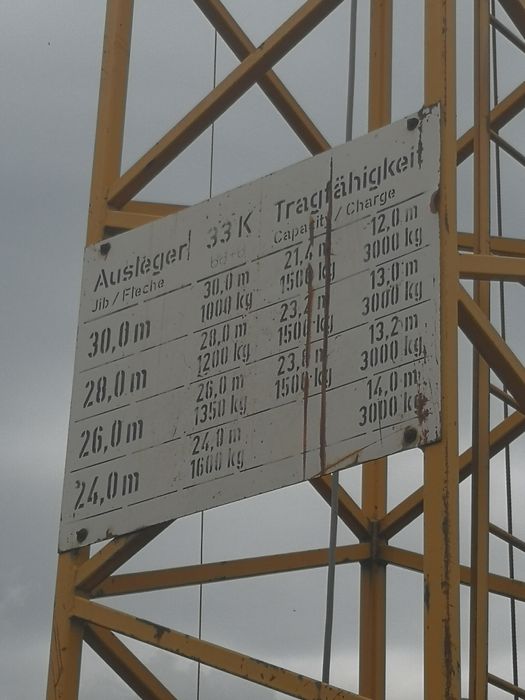 Ausleger 33 K Tragfähigkeit
Jib / Fleche Capacity / Charge
30,0 m 30,0 m 21,4 m 12,0 m
1000 kg 1500 kg 3000 kg
28,0 m 28,0 m 23,2 m 13,0 m
1200 kg 1500 kg 3000 kg
26,0 m 26,0 m 23,8 m 13,2 m
1350 kg 1500 kg 3000 kg
24,0 m 24,0 m 14,0 m
1600 kg 3000 kg